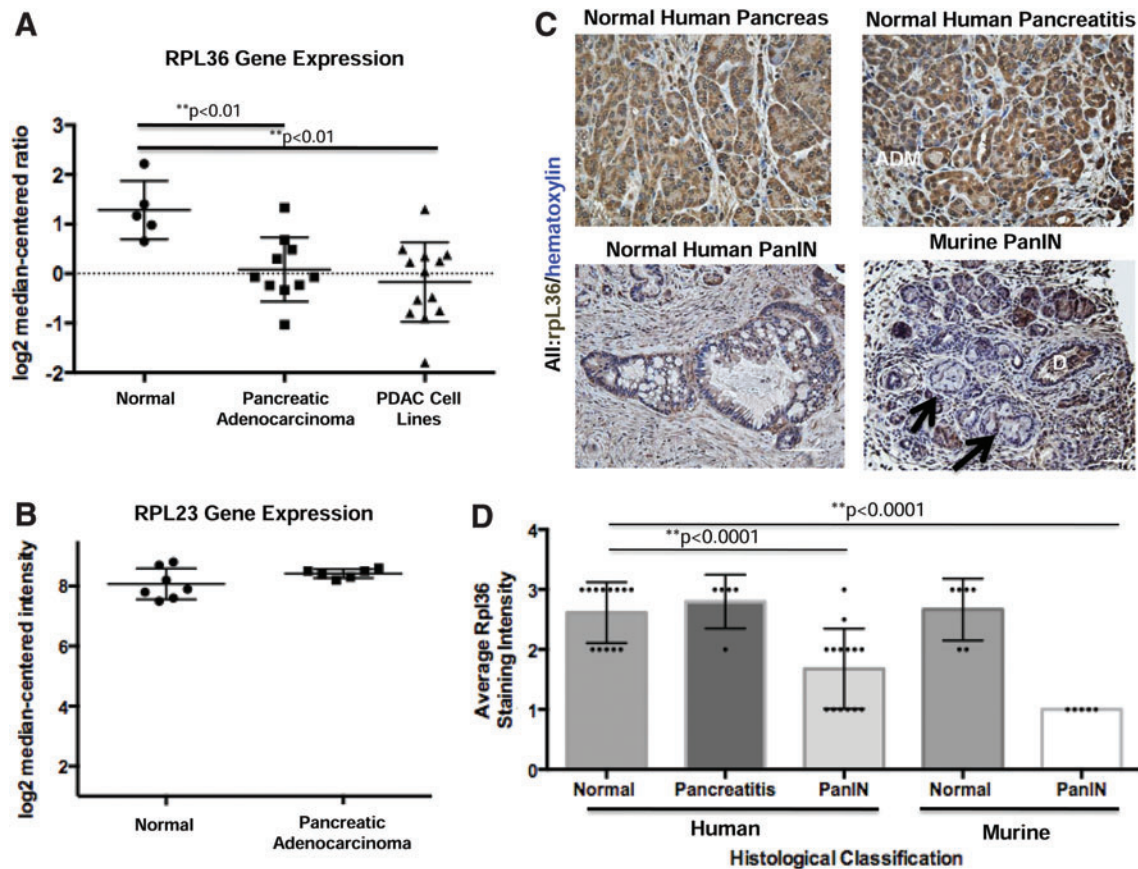 A
RPL36 Gene Expression
**p<0.01
**p<0.01
log2 median-centered ratio
3
2
1
0
-1
-2
Normal
Pancreatic
Adenocarcinoma
PDAC Cell
Lines
B
RPL23 Gene Expression
log2 median-centered intensity
8
6
4
2
Normal
Pancreatic
Adenocarcinoma
C
Normal Human Pancreas
Normal Human Pancreatitis
ADM
All:rpL36/hematoxylin
Normal Human PanIN
Murine PanIN
D
D
**p<0.0001
**p<0.0001
Average Rpl36
Staining Intensity
4
3
2
1
0
Normal
Pancreatitis
PanIN
Normal
PanIN
Human
Murine
Histological Classification